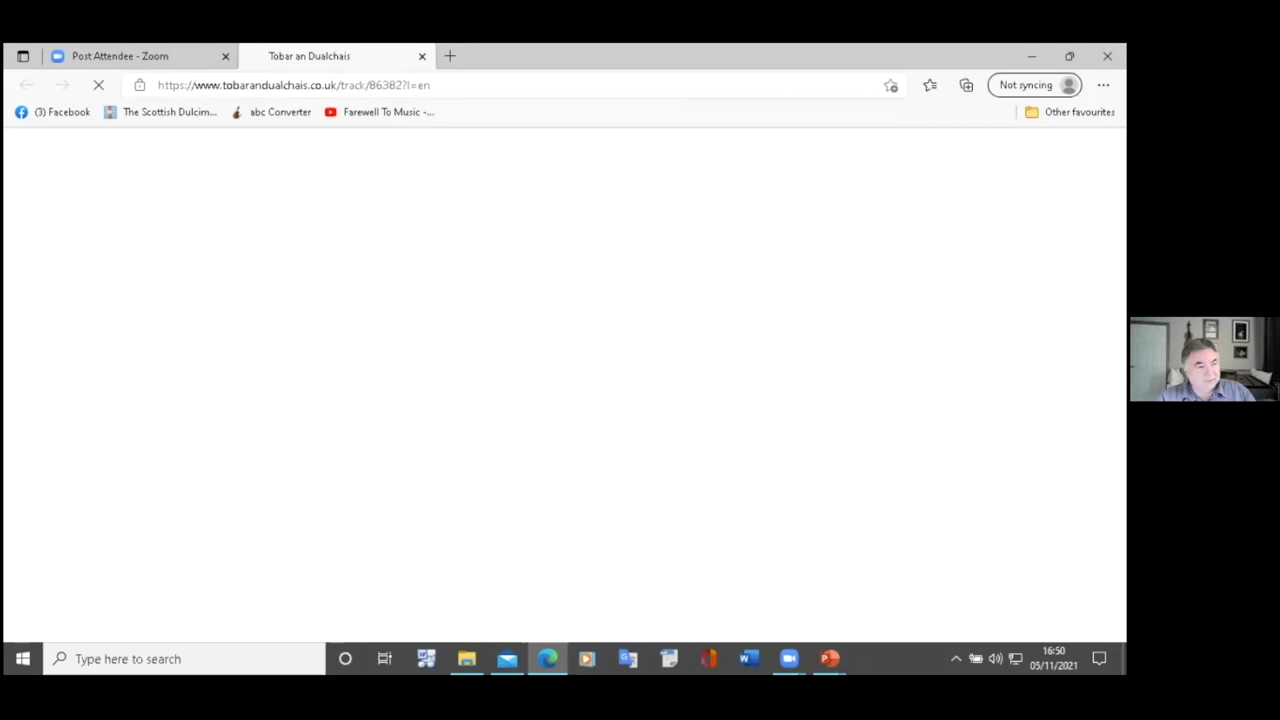 Post Attendee - Zoom
Tobar an Dualchais
https://www.tobarandualchais.co.uk/track/86382?l=en
Not syncing
(3) Facebook
The Scottish Dulcim...
abc Converter
Farewell To Music -...
Other favourites
Type here to search
16:50
05/11/2021